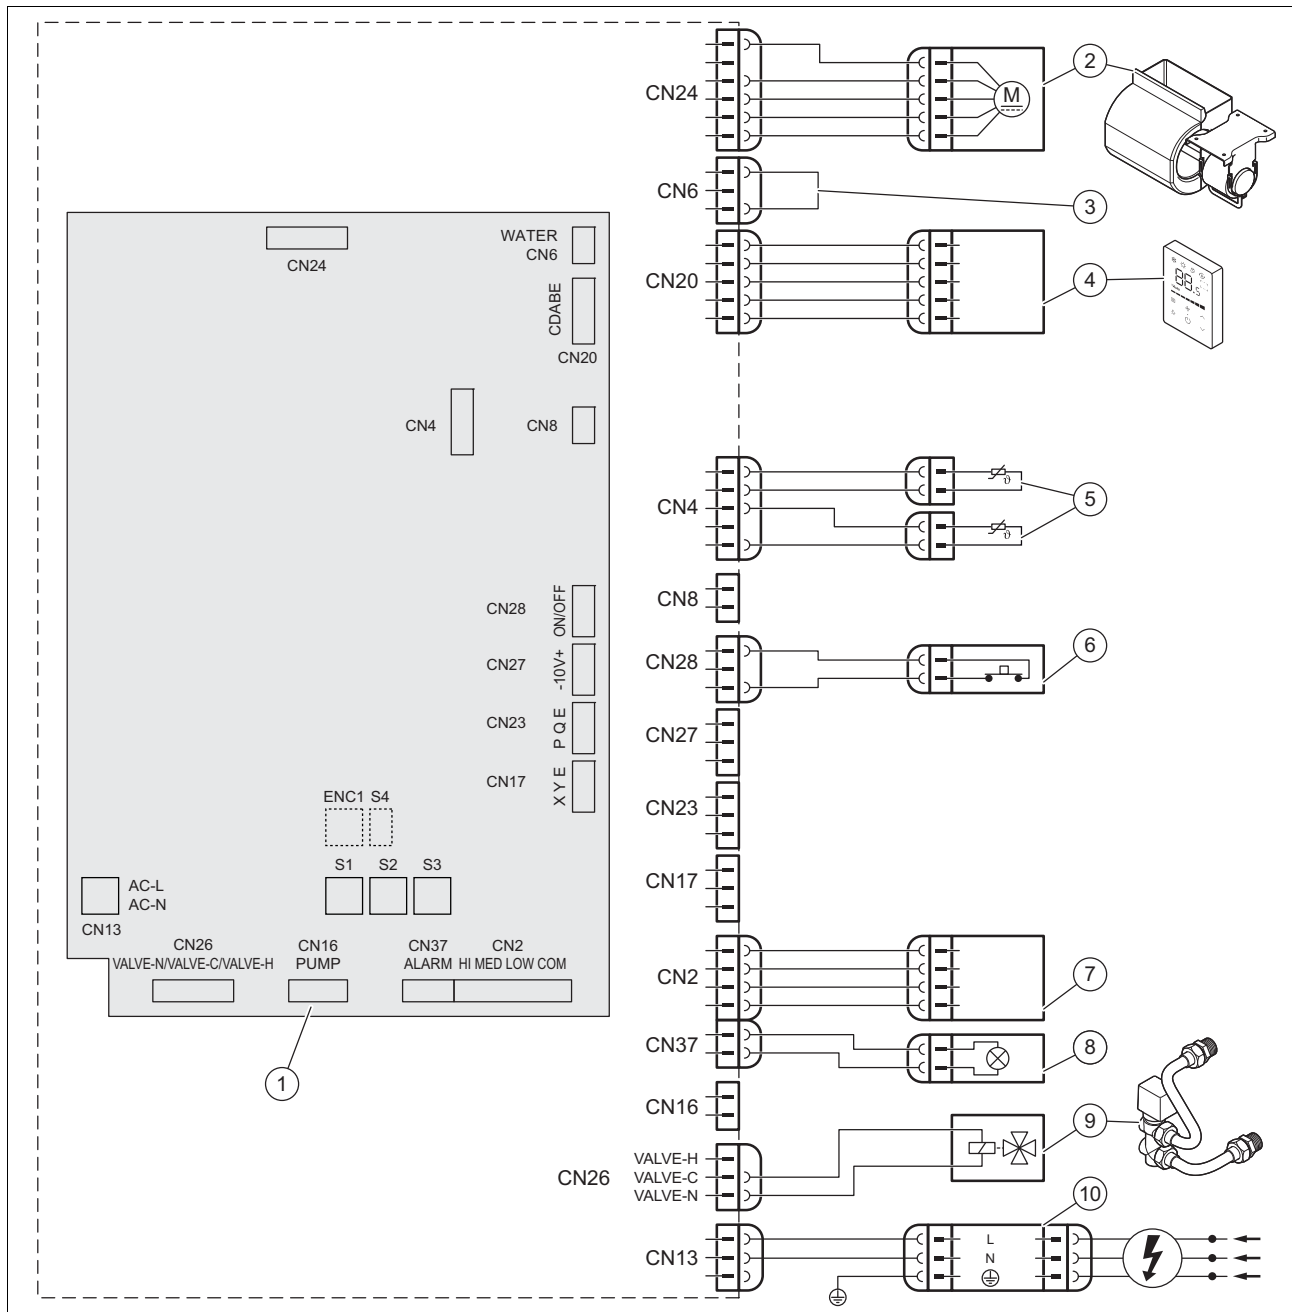 CN24
M
2
CN6
3
CN20
4
88.5
WATER
CN6
CN24
CDABE
CN20
CN4
CN8
CN4
ϑ
ϑ
5
CN8
CN28
ON/OFF
CN28
6
CN27
-10V+
CN27
CN23
P Q E
CN23
CN17
X Y E
CN17
ENC1 S4
S1 S2 S3
AC-L
AC-N
CN13
CN26
VALVE-N/VALVE-C/VALVE-H
CN16
PUMP
CN37
ALARM
CN2
HI MED LOW COM
1
CN2
7
CN37
8
CN16
9
CN26
VALVE-H
VALVE-C
VALVE-N
10
CN13
L
N